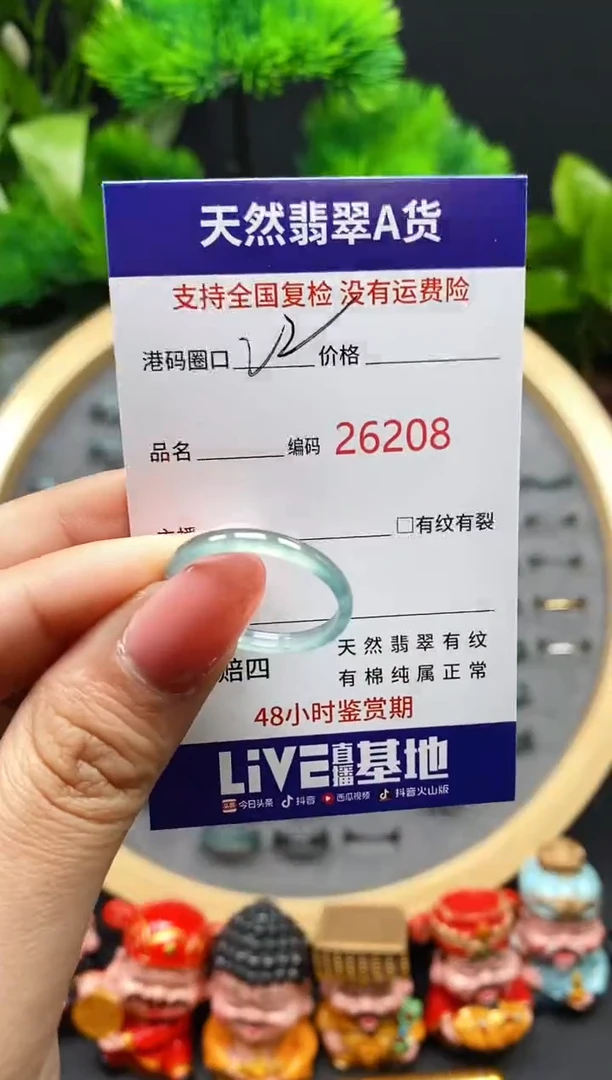 天然翡翠A货
支持全国复检 没有运费险
港码圈口 12 价格
品名 编码 26208
主播 □有纹有裂
赔四
天然翡翠有纹
有棉纯属正常
48小时鉴赏期
LiVE直播基地
今日头条 抖音 西瓜视频 抖音火山版